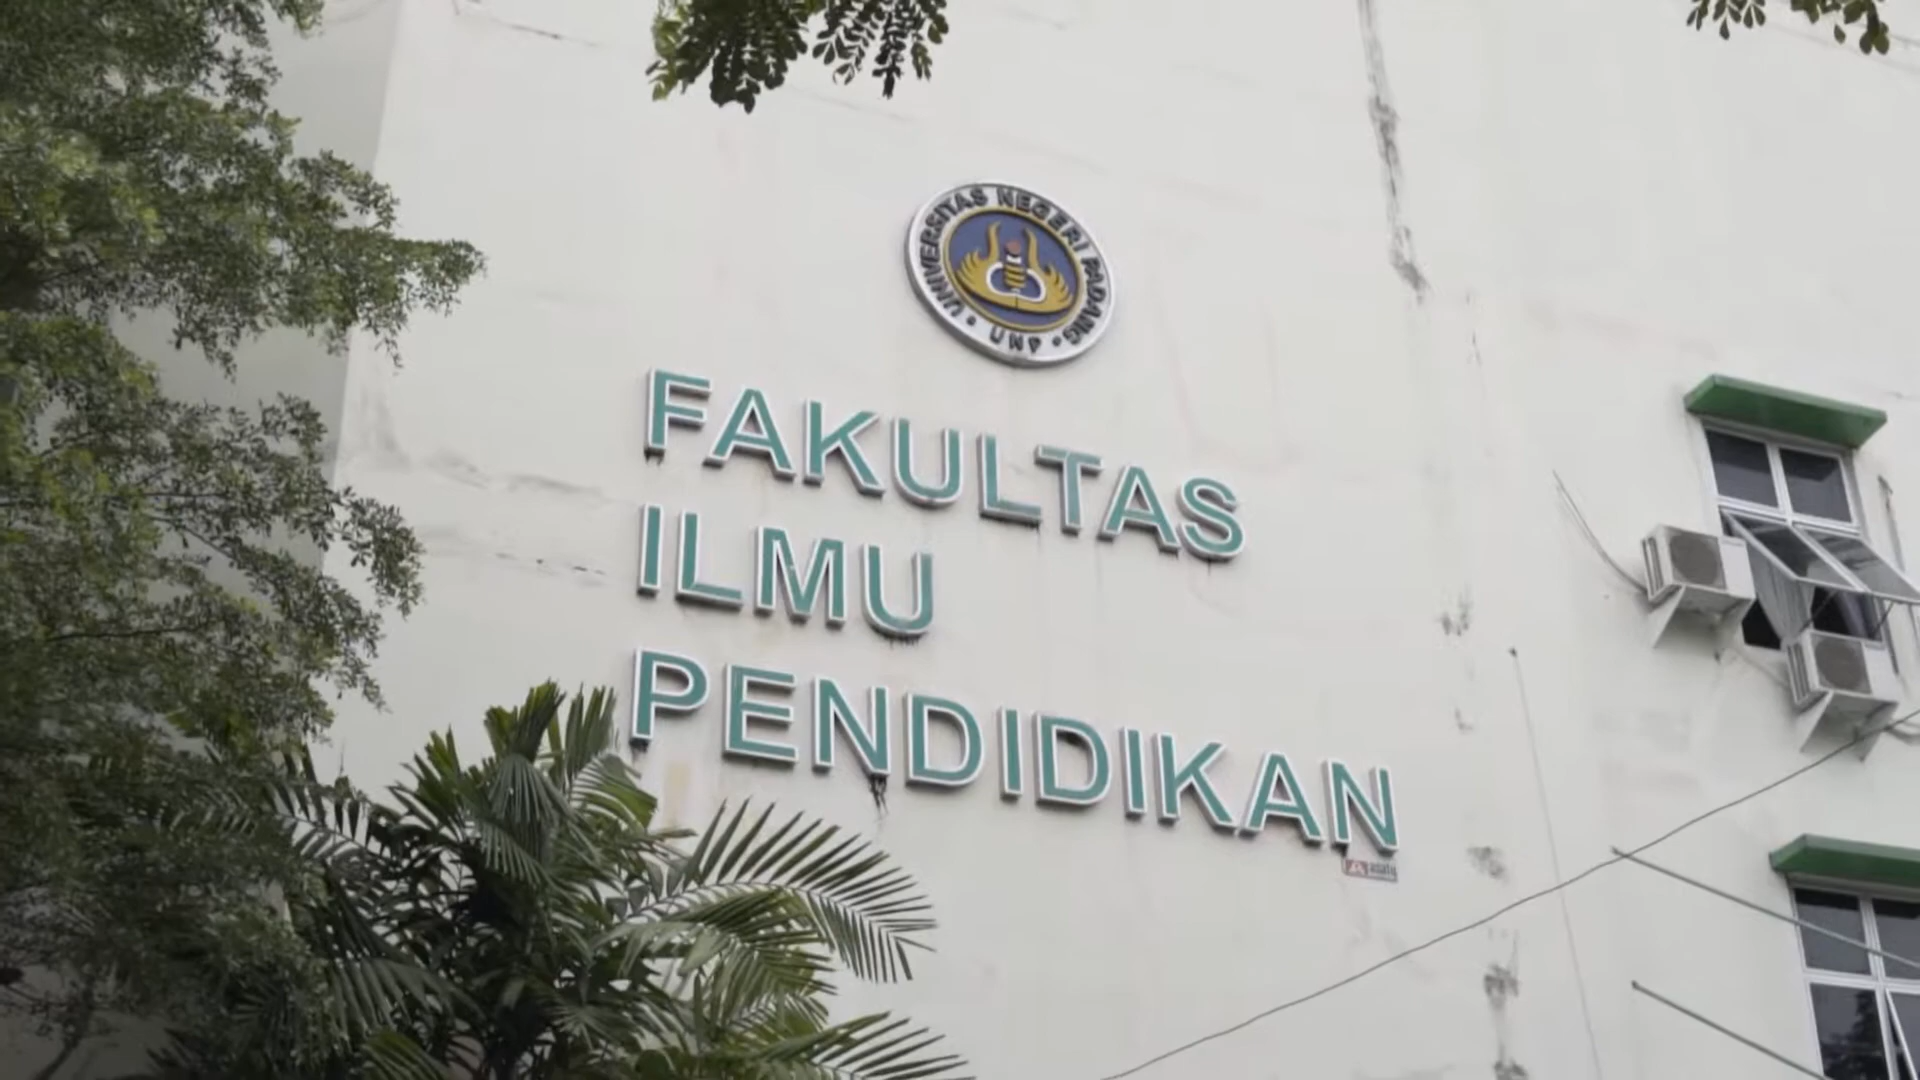 UNIVERSITAS NEGERI PADANG
UNP
FAKULTAS
ILMU
PENDIDIKAN